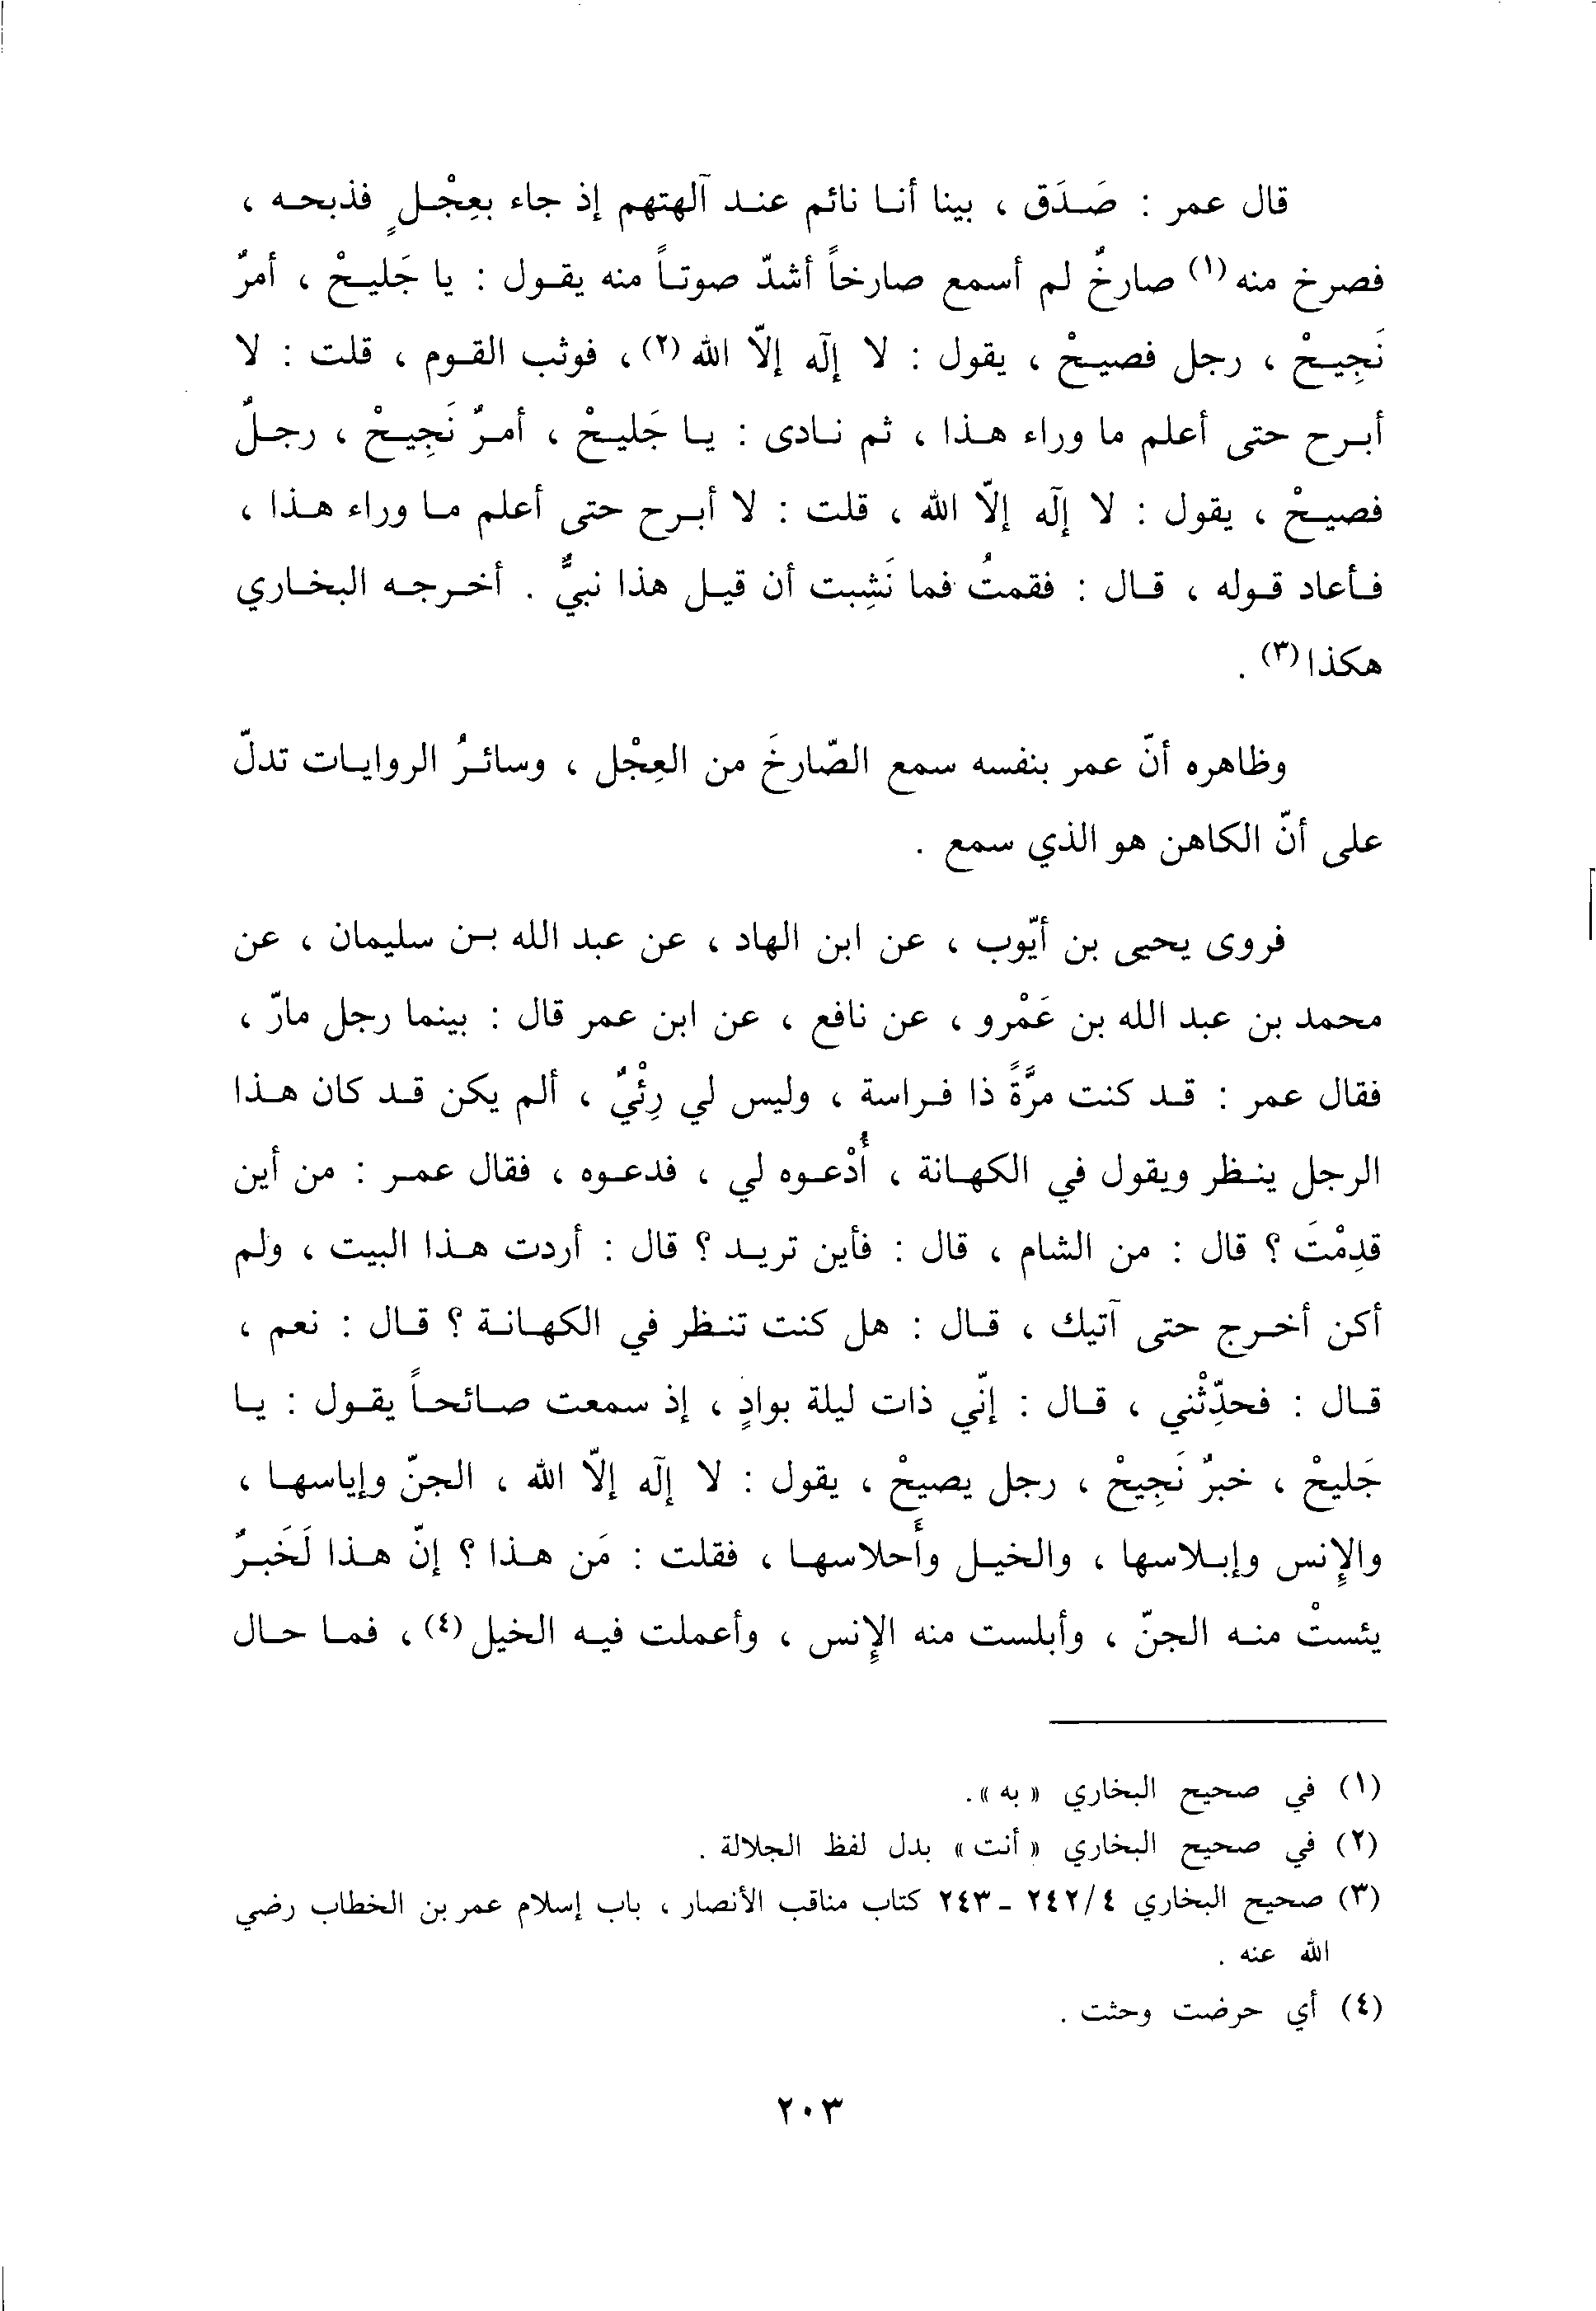 قال عمر : صَدَق ، بينا أنا نائم عند آلهتهم إذ جاء بعِجْلٍ فذبحه ،
فصرخ منه(١) صارخٌ لم أسمع صارخاً أشدّ صوتاً منه يقول : يا جَليحْ ، أمرٌ
نَجِيحْ ، رجل فصيحْ ، يقول : لا إلٓه إلاّ الله(٢) ، فوثب القوم ، قلت : لا
أبرح حتى أعلم ما وراء هذا ، ثم نادى : يا جَليحْ ، أمرٌ نَجِيحْ ، رجلٌ
فصيحْ ، يقول : لا إلٓه إلاّ الله ، قلت : لا أبرح حتى أعلم ما وراء هذا ،
فأعاد قوله ، قال : فقمتُ فما نَشِبت أن قيل هذا نبيٌّ . أخرجه البخاري
هكذا(٣) .
وظاهره أنّ عمر بنفسه سمع الصّارخَ من العِجْل ، وسائرُ الروايات تدلّ
على أنّ الكاهن هو الذي سمع .
فروى يحيى بن أيّوب ، عن ابن الهاد ، عن عبد الله بن سليمان ، عن
محمد بن عبد الله بن عَمْرو ، عن نافع ، عن ابن عمر قال : بينما رجل مارّ ،
فقال عمر : قد كنت مرَّةً ذا فراسة ، وليس لي رِئْيٌ ، ألم يكن قد كان هذا
الرجل ينظر ويقول في الكهانة ، أُدْعوه لي ، فدعوه ، فقال عمر : من أين
قدِمْتَ ؟ قال : من الشام ، قال : فأين تريد ؟ قال : أردت هذا البيت ، ولم
أكن أخرج حتى آتيك ، قال : هل كنت تنظر في الكهانة ؟ قال : نعم ،
قال : فحدِّثْني ، قال : إنّي ذات ليلة بوادٍ ، إذ سمعت صائحاً يقول : يا
جَليحْ ، خبرٌ نَجِيحْ ، رجل يصيحْ ، يقول : لا إلٓه إلاّ الله ، الجنّ وإياسها ،
والإنس وإبلاسها ، والخيل وأَحلاسها ، فقلت : مَن هذا ؟ إنّ هذا لَخَبرٌ
يئستْ منه الجنّ ، وأبلست منه الإنس ، وأعملت فيه الخيل(٤) ، فما حال
(١) في صحيح البخاري « به » .
(٢) في صحيح البخاري « أنت » بدل لفظ الجلالة .
(٣) صحيح البخاري ٢٤٢/٤ - ٢٤٣ كتاب مناقب الأنصار ، باب إسلام عمر بن الخطاب رضي
الله عنه .
(٤) أي حرضت وحثت .
٢٠٣